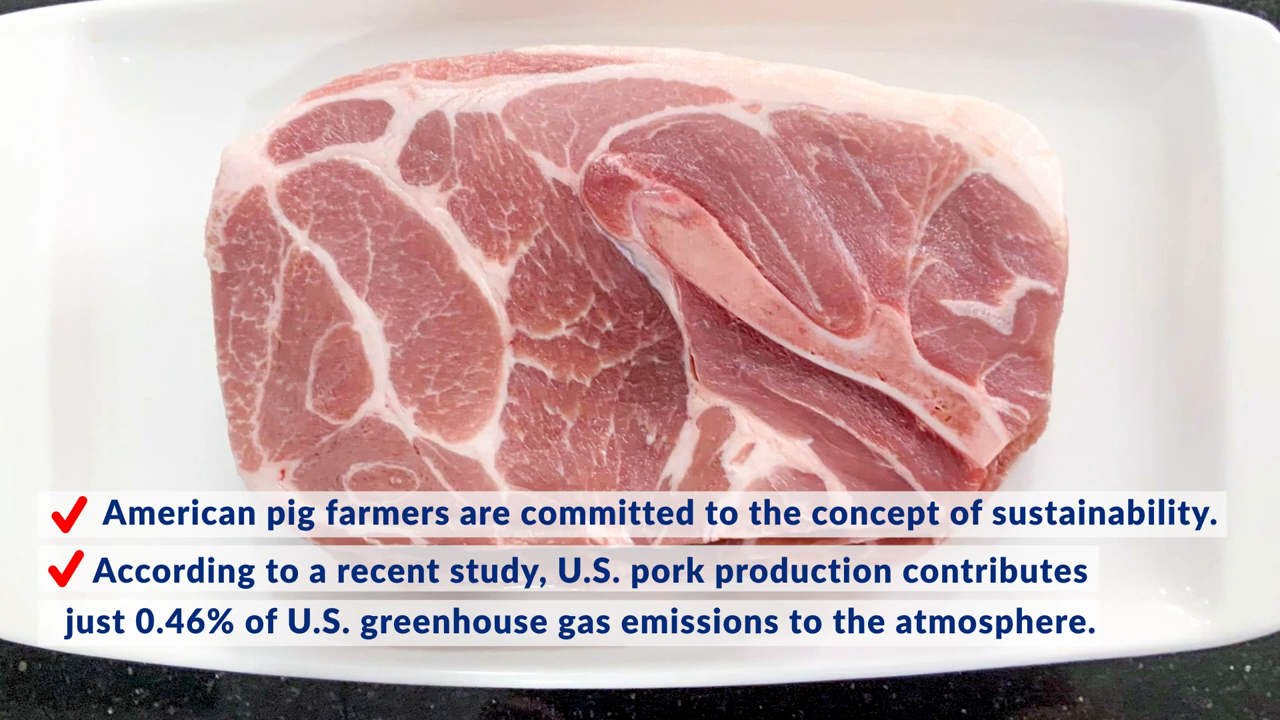 American pig farmers are committed to the concept of sustainability.
According to a recent study, U.S. pork production contributes
just 0.46% of U.S. greenhouse gas emissions to the atmosphere.